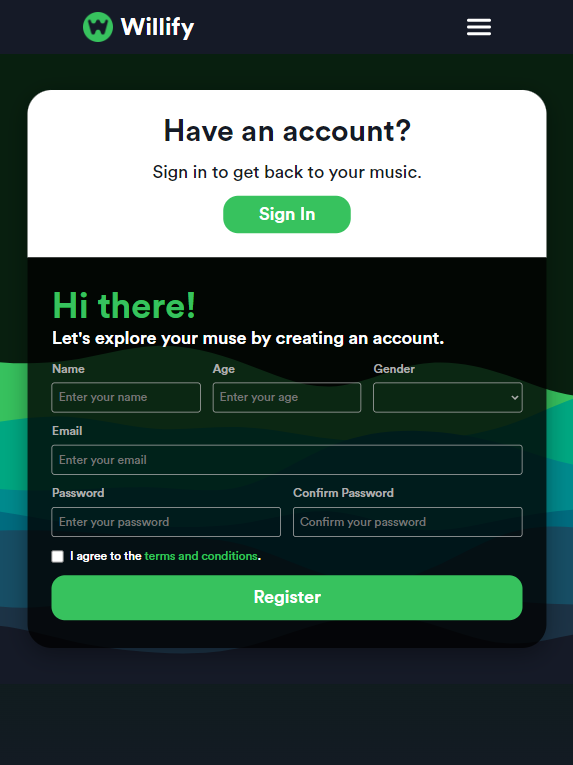 Willify
Have an account?
Sign in to get back to your music.
Sign In
Hi there!
Let's explore your muse by creating an account.
Name Age Gender
Enter your name Enter your age
Email
Enter your email
Password Confirm Password
Enter your password Confirm your password
I agree to the terms and conditions.
Register